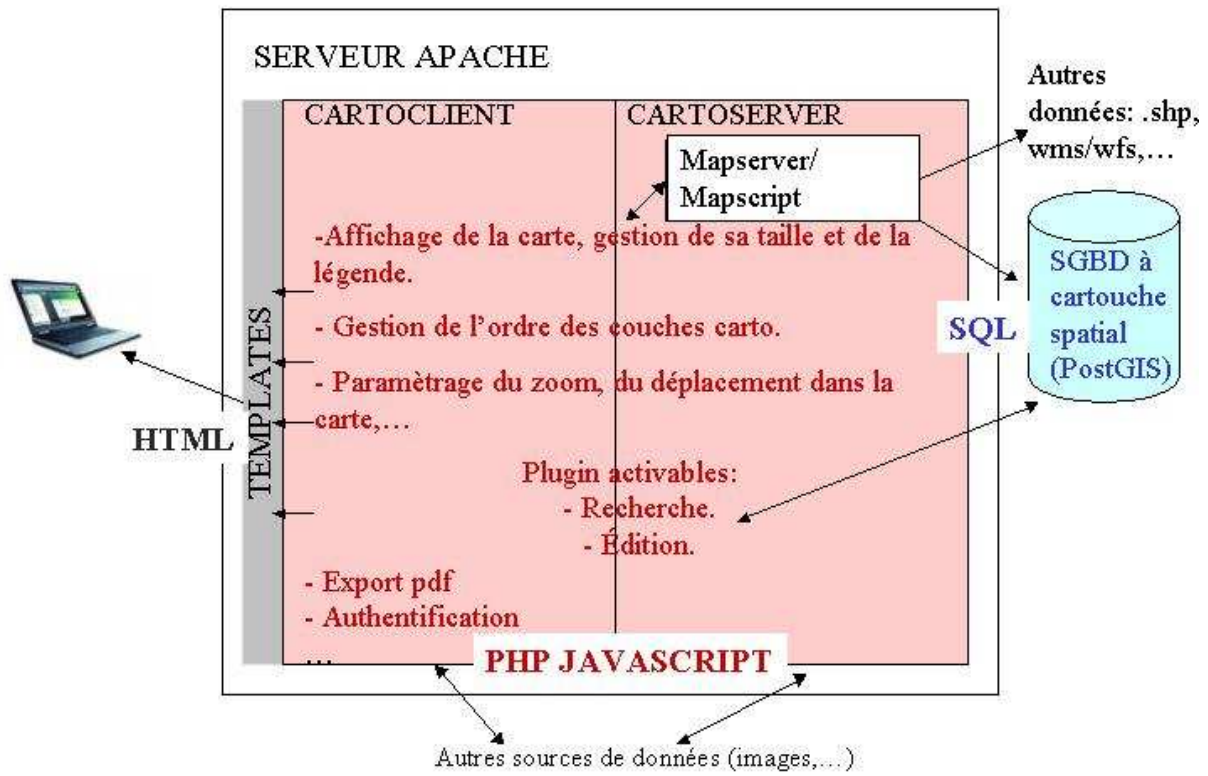 SERVEUR APACHE
CARTOCLIENT
CARTOSERVER
Mapserver/
Mapscript
Autres
données: .shp,
wms/wfs,…
-Affichage de la carte, gestion de sa taille et de la
légende.
- Gestion de l’ordre des couches carto.
- Paramètrage du zoom, du déplacement dans la
carte,…
SQL
SGBD à
cartouche
spatial
(PostGIS)
HTML
TEMPLATES
Plugin activables:
- Recherche.
- Édition.
- Export pdf
- Authentification
…
PHP JAVASCRIPT
Autres sources de données (images,…)